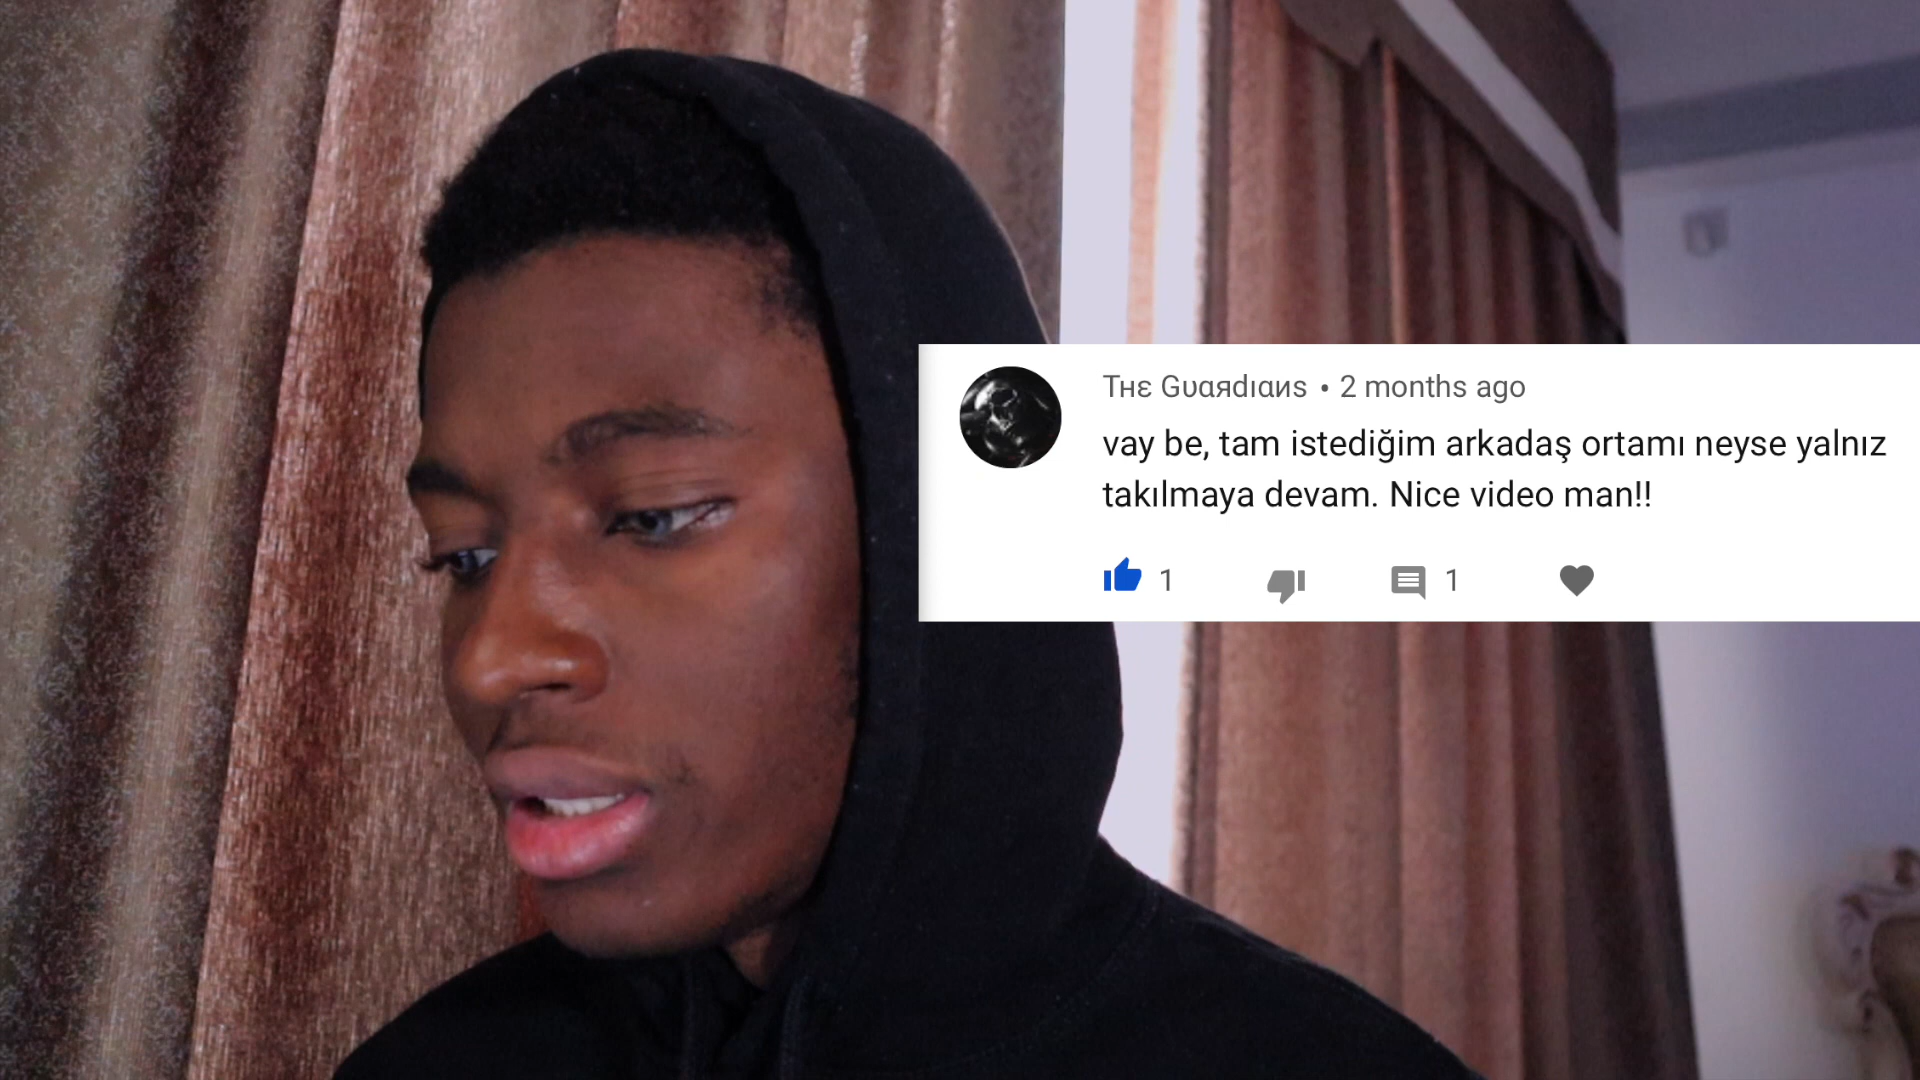 Tнɛ Gυαяdιαиs • 2 months ago
vay be, tam istediğim arkadaş ortamı neyse yalnız
takılmaya devam. Nice video man!!
1 1